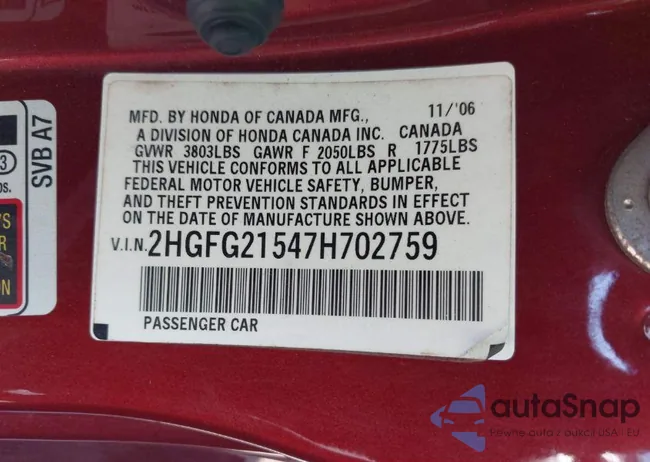 MFD. BY HONDA OF CANADA MFG., 11/'06
A DIVISION OF HONDA CANADA INC. CANADA
GVWR 3803LBS GAWR F 2050LBS R 1775LBS
THIS VEHICLE CONFORMS TO ALL APPLICABLE
FEDERAL MOTOR VEHICLE SAFETY, BUMPER,
AND THEFT PREVENTION STANDARDS IN EFFECT
ON THE DATE OF MANUFACTURE SHOWN ABOVE.
V.I.N. 2HGFG21547H702759
PASSENGER CAR
SVB A7
3
autaSnap